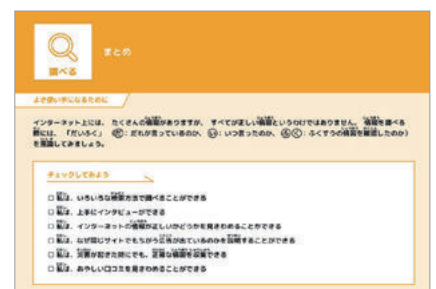 調べる
まとめ
よき使い手になるために
インターネット上には、たくさんの情報がありますが、すべてが正しい情報というわけではありません。情報を調べる
際には、「だいふく」（だ：だれが言っているのか、い：いつ言ったのか、ふく：ふくすうの情報を確認したのか）
を意識してみましょう。
チェックしてみよう
□ 私は、いろいろな検索方法で調べることができる
□ 私は、上手にインタビューができる
□ 私は、インターネットの情報が正しいかどうかを見きわめることができる
□ 私は、なぜ同じサイトでもちがう広告が出ているのかを説明することができる
□ 私は、災害が起きた時にでも、正確な情報を収集できる
□ 私は、あやしい口コミを見きわめることができる